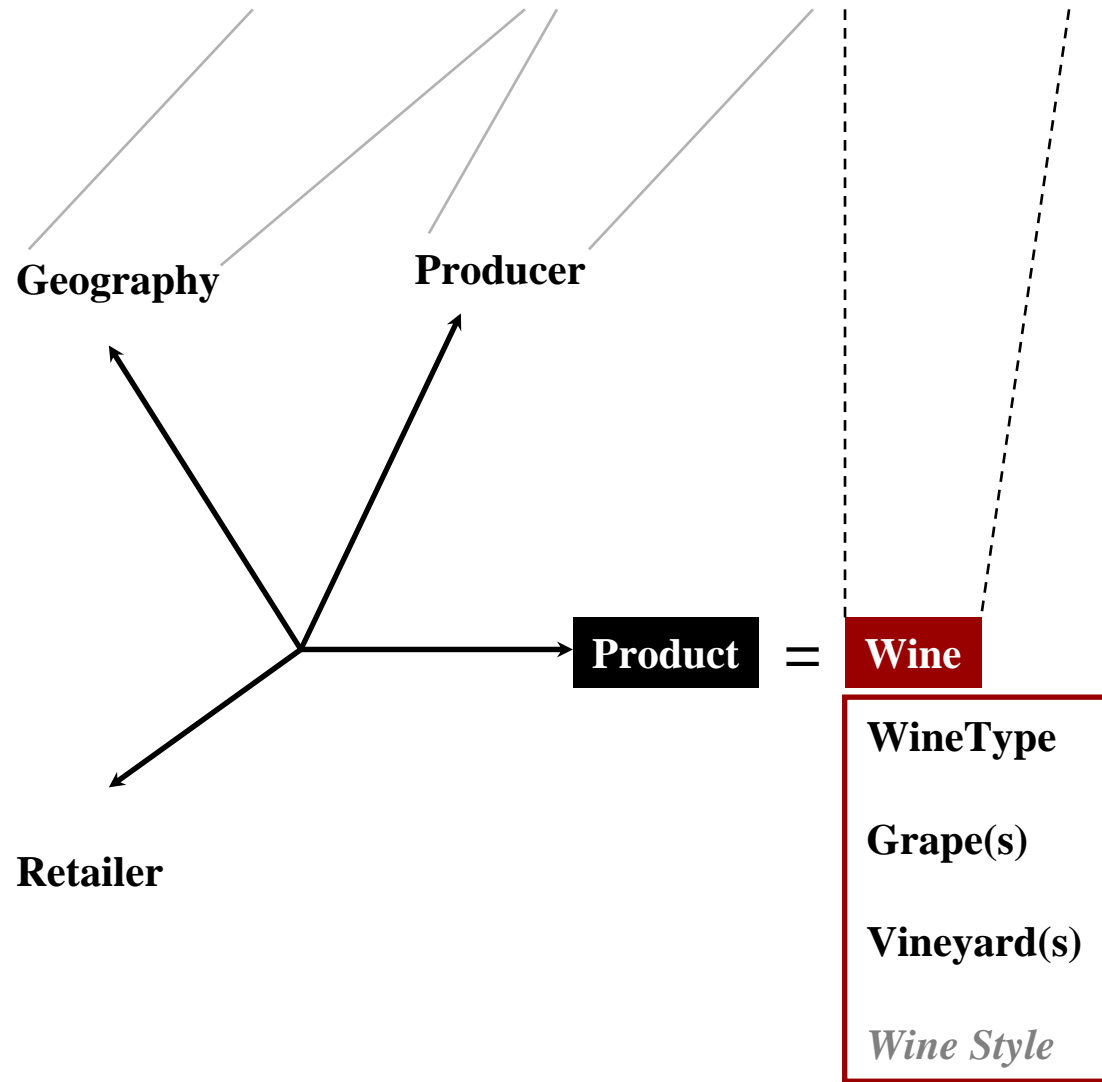 Geography
Producer
Product = Wine
WineType
Grape(s)
Retailer
Vineyard(s)
Wine Style